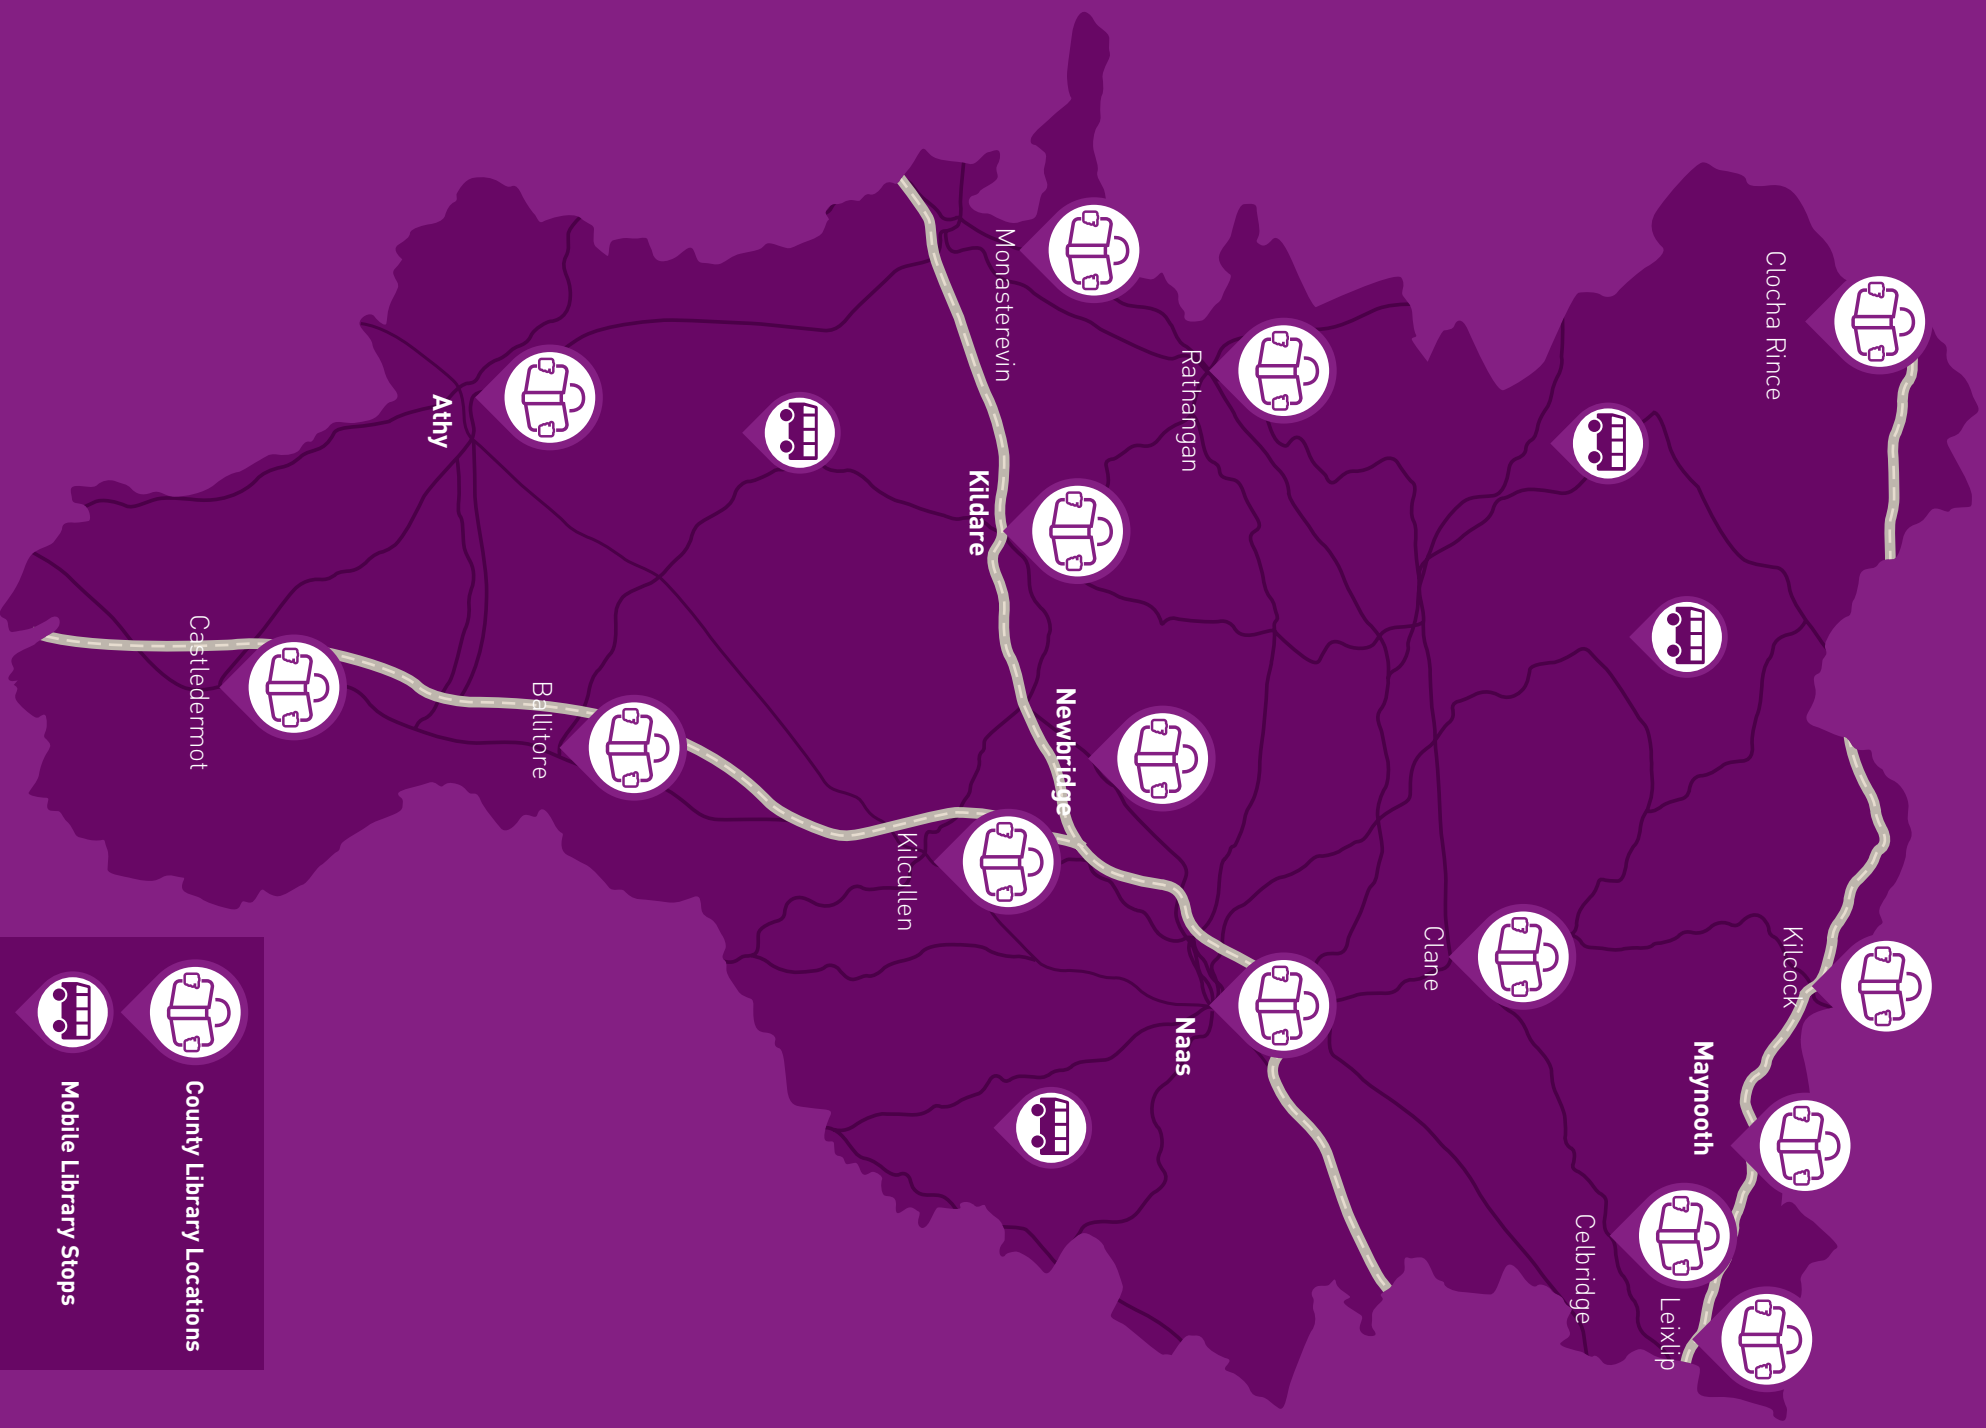 Clocha Rince
Kilcock
Maynooth
Leixlip
Celbridge
Clane
Rathangan
Naas
Newbridge
Monasterevin
Kildare
Kilcullen
Ballitore
Athy
Castledermot
County Library Locations
Mobile Library Stops